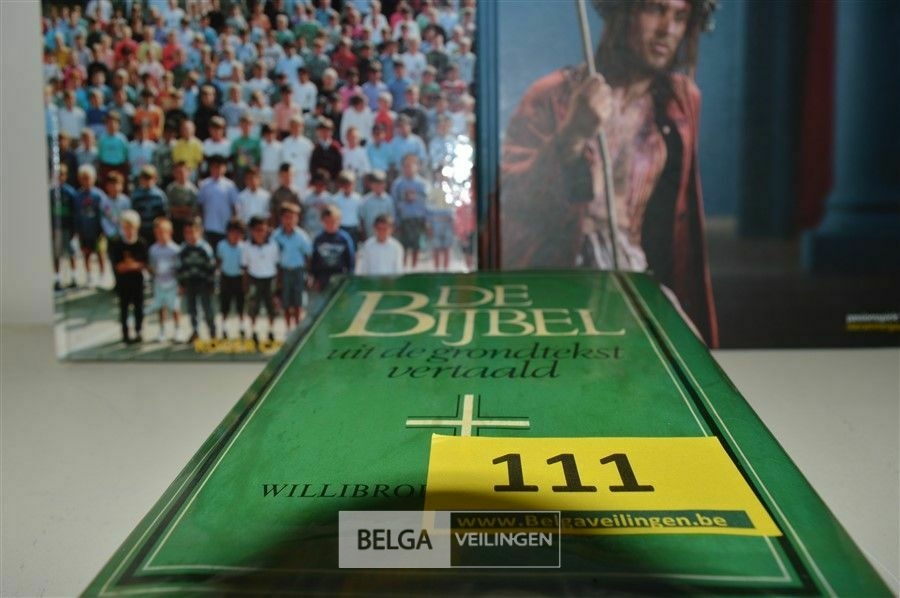 DE
BIJBEL
uit de grondtekst
vertaald
WILLIBRO
111
www.Belgaveilingen.be
BELGA VEILINGEN